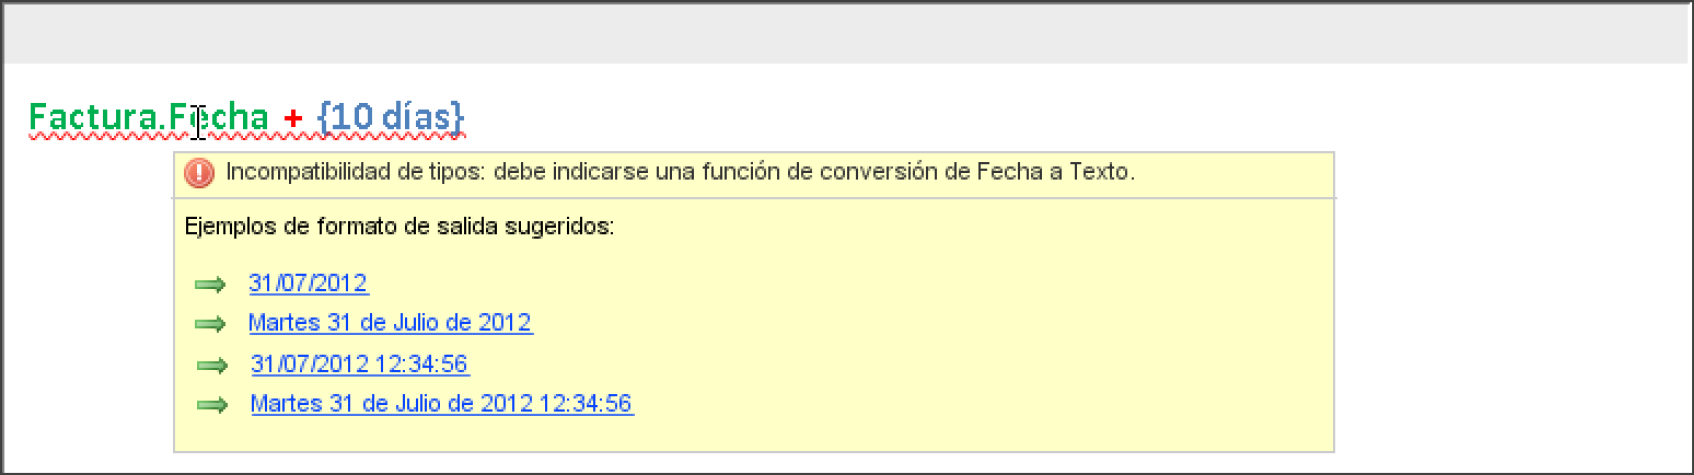 Factura.Fecha + {10 días}
Incompatibilidad de tipos: debe indicarse una función de conversión de Fecha a Texto.
Ejemplos de formato de salida sugeridos:
31/07/2012
Martes 31 de Julio de 2012
31/07/2012 12:34:56
Martes 31 de Julio de 2012 12:34:56